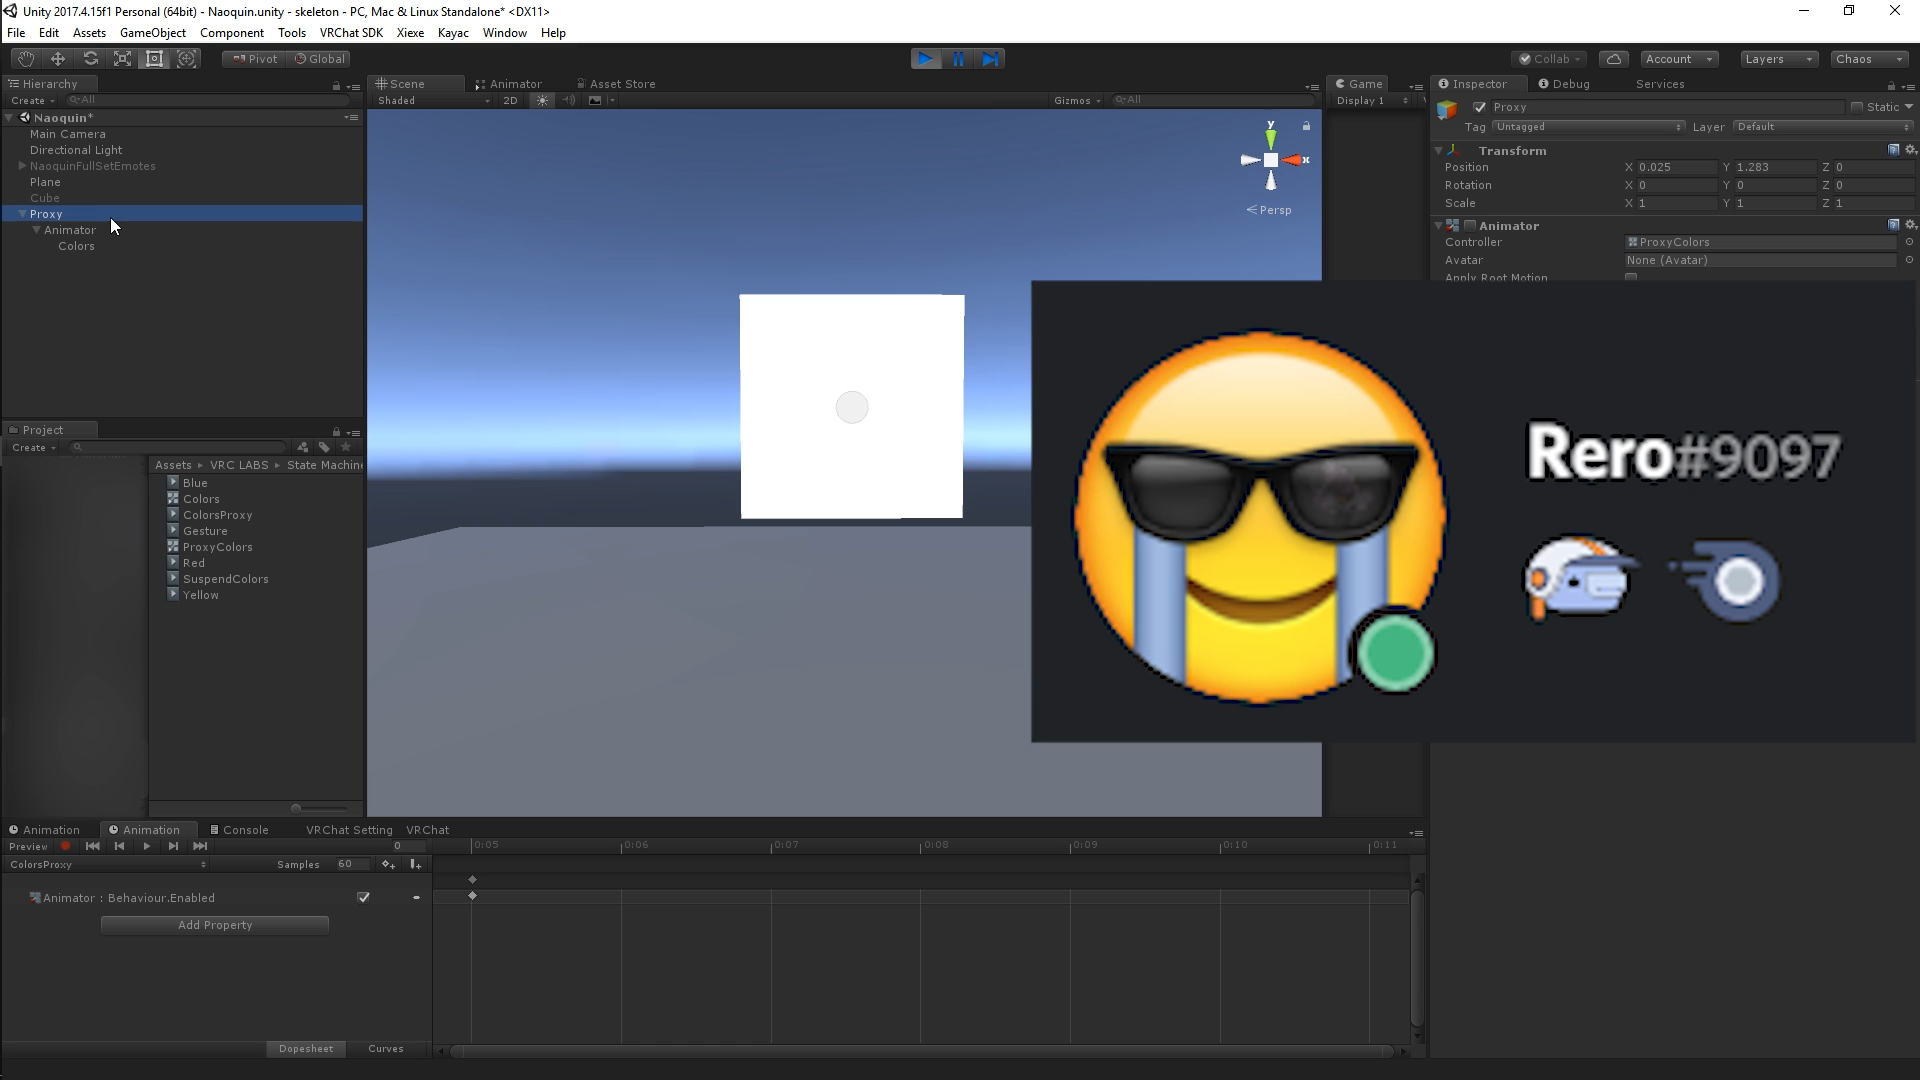 Unity 2017.4.15f1 Personal (64bit) - Naoquin.unity - skeleton - PC, Mac & Linux Standalone* <DX11>
File Edit Assets GameObject Component Tools VRChat SDK Xiexe Kayac Window Help
Pivot Global Collab Account Layers Chaos
Hierarchy Scene Animator Asset Store Game Inspector Debug Services
Create All Shaded 2D Gizmos All Display 1 Proxy Static
Naoquin*
Tag Untagged Layer Default
Main Camera
Directional Light
NaoquinFullSetEmotes
Plane
Cube
Proxy
Animator
Colors
y
x
Persp
Transform
Position X 0.025 Y 1.283 Z 0
Rotation X 0 Y 0 Z 0
Scale X 1 Y 1 Z 1
Animator
Controller ProxyColors
Avatar None (Avatar)
Apply Root Motion
Rero#9097
Project
Create
Assets VRC LABS State Machin
Blue
Colors
ColorsProxy
Gesture
ProxyColors
Red
SuspendColors
Yellow
Animation Animation Console VRChat Setting VRChat
Preview 0 0:05 0:06 0:07 0:08 0:09 0:10 0:11
ColorsProxy Samples 60
Animator : Behaviour.Enabled
Add Property
Dopesheet Curves